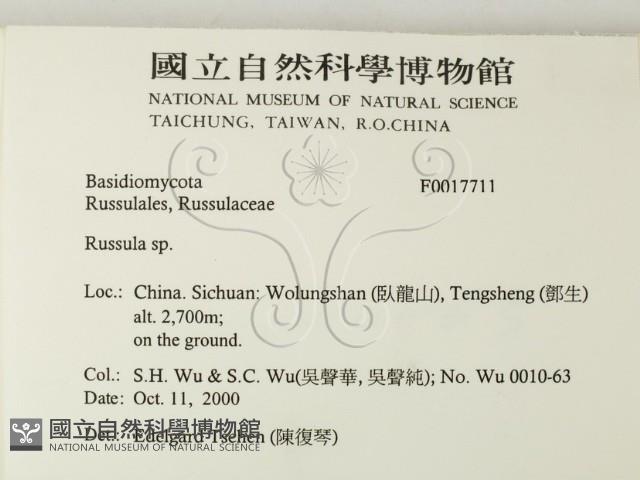 國立自然科學博物館
NATIONAL MUSEUM OF NATURAL SCIENCE
TAICHUNG, TAIWAN, R.O.CHINA
Basidiomycota F0017711
Russulales, Russulaceae
Russula sp.
Loc.: China. Sichuan: Wolungshan (臥龍山), Tengsheng (鄧生)
alt. 2,700m;
on the ground.
Col.: S.H. Wu & S.C. Wu(吳聲華, 吳聲純); No. Wu 0010-63
Date: Oct. 11, 2000
Det.: Edelgard Tschen (陳復琴)
國立自然科學博物館
NATIONAL MUSEUM OF NATURAL SCIENCE